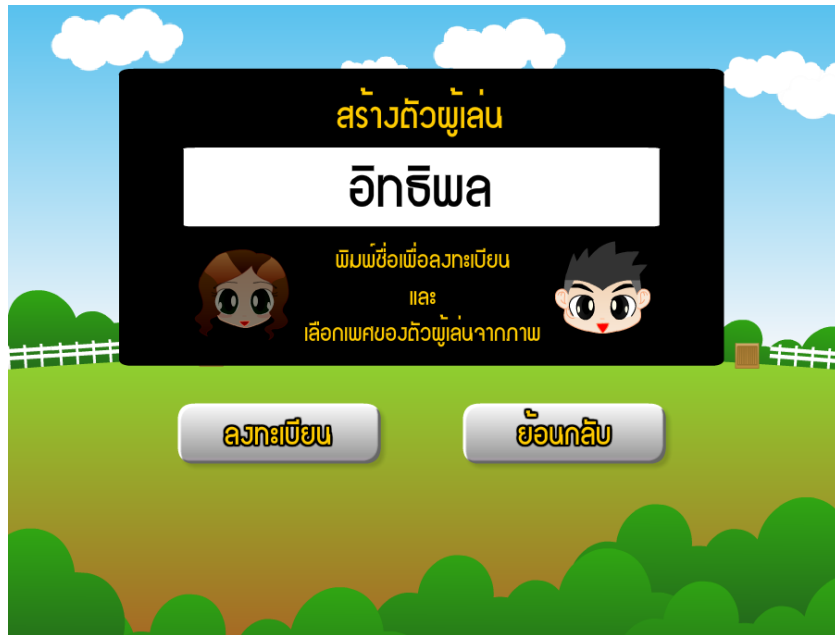 สร้างตัวผู้เล่น
อิทธิพล
พิมพ์ชื่อเพื่อลงทะเบียน
และ
เลือกเพศของตัวผู้เล่นจากภาพ
ลงทะเบียน
ย้อนกลับ